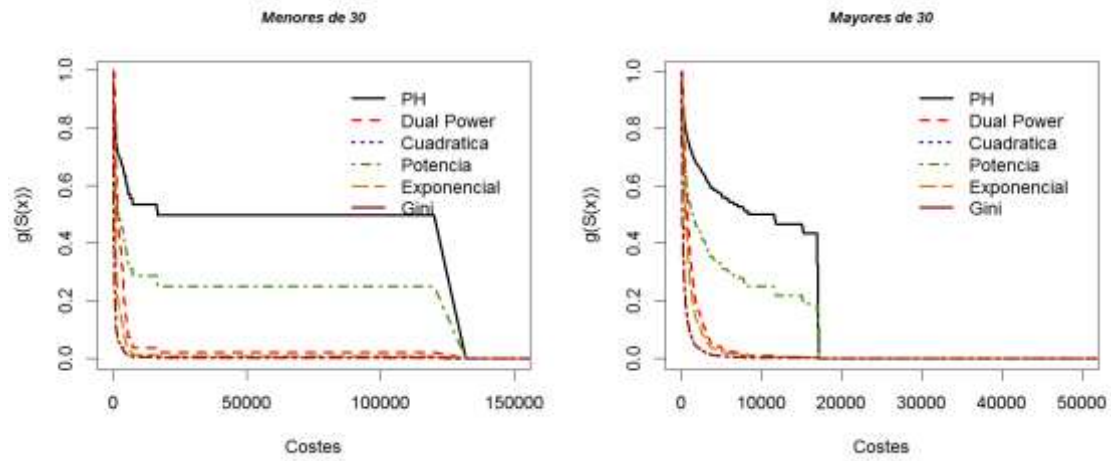 Menores de 30
g(S(x))
1.0
0.8
0.6
0.4
0.2
0.0
PH
Dual Power
Cuadratica
Potencia
Exponencial
Gini
0 50000 100000 150000
Costes
Mayores de 30
g(S(x))
1.0
0.8
0.6
0.4
0.2
0.0
PH
Dual Power
Cuadratica
Potencia
Exponencial
Gini
0 10000 20000 30000 40000 50000
Costes